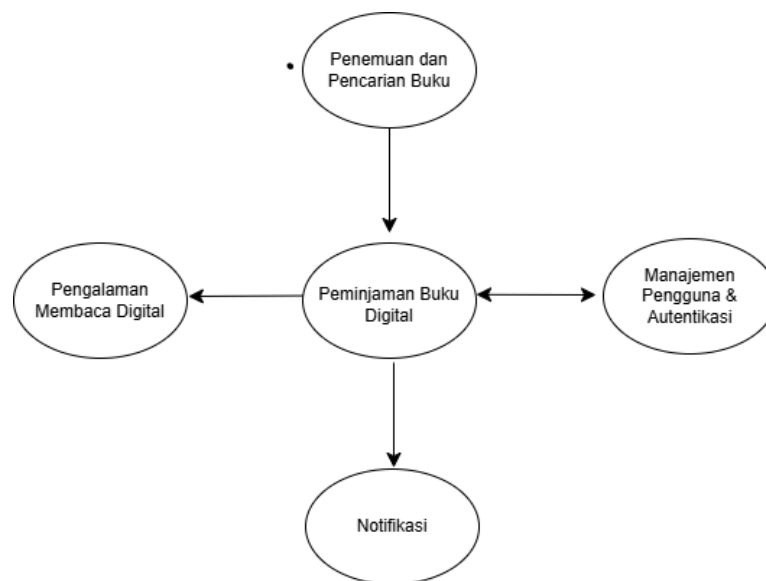 Penemuan dan
Pencarian Buku
Pengalaman
Membaca Digital
Peminjaman Buku
Digital
Manajemen
Pengguna &
Autentikasi
Notifikasi